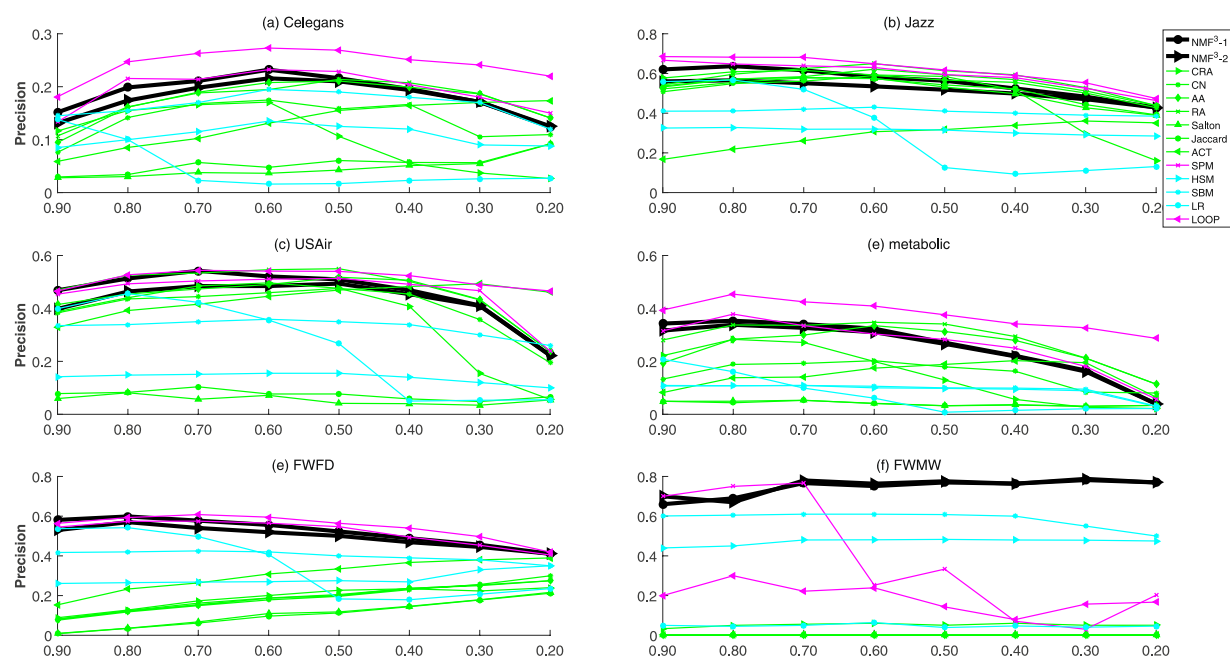 (a) Celegans
Precision
0.3
0.2
0.1
0
0.90 0.80 0.70 0.60 0.50 0.40 0.30 0.20
(b) Jazz
0.8
0.6
0.4
0.2
0
0.90 0.80 0.70 0.60 0.50 0.40 0.30 0.20
NMF³-1
NMF³-2
CRA
CN
AA
RA
Salton
Jaccard
ACT
SPM
HSM
SBM
LR
LOOP
(c) USAir
Precision
0.6
0.4
0.2
0
0.90 0.80 0.70 0.60 0.50 0.40 0.30 0.20
(e) metabolic
0.6
0.4
0.2
0
0.90 0.80 0.70 0.60 0.50 0.40 0.30 0.20
(e) FWFD
Precision
0.8
0.6
0.4
0.2
0
0.90 0.80 0.70 0.60 0.50 0.40 0.30 0.20
(f) FWMW
0.8
0.6
0.4
0.2
0
0.90 0.80 0.70 0.60 0.50 0.40 0.30 0.20